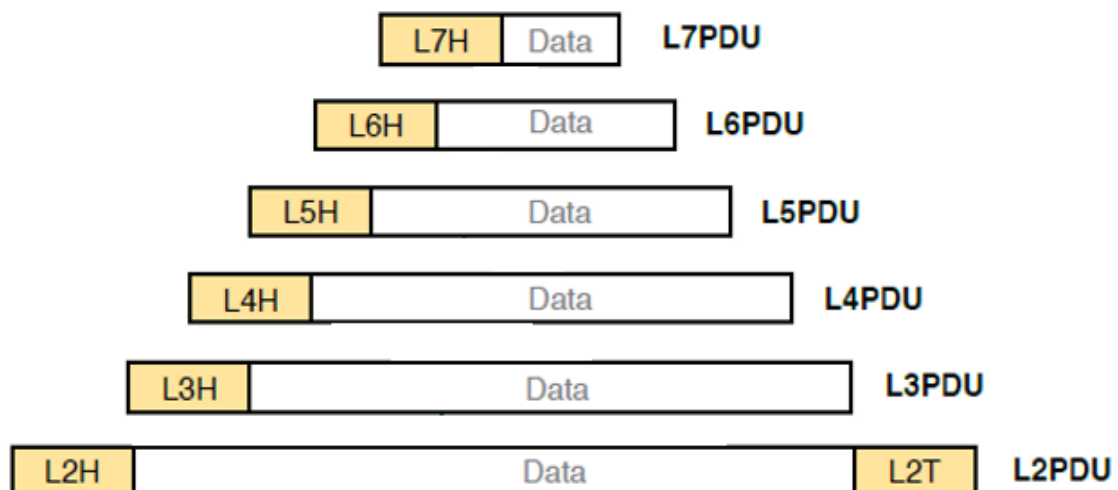 L7H Data L7PDU
L6H Data L6PDU
L5H Data L5PDU
L4H Data L4PDU
L3H Data L3PDU
L2H Data L2T L2PDU